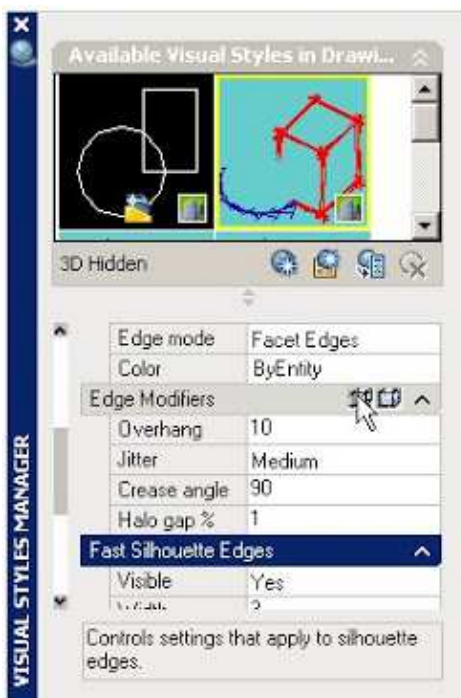 Available Visual Styles in Drawi...
3D Hidden
Edge mode Facet Edges
Color ByEntity
Edge Modifiers
Overhang 10
Jitter Medium
Crease angle 90
Halo gap % 1
Fast Silhouette Edges
Visible Yes
Width 3
Controls settings that apply to silhouette
edges.
VISUAL STYLES MANAGER